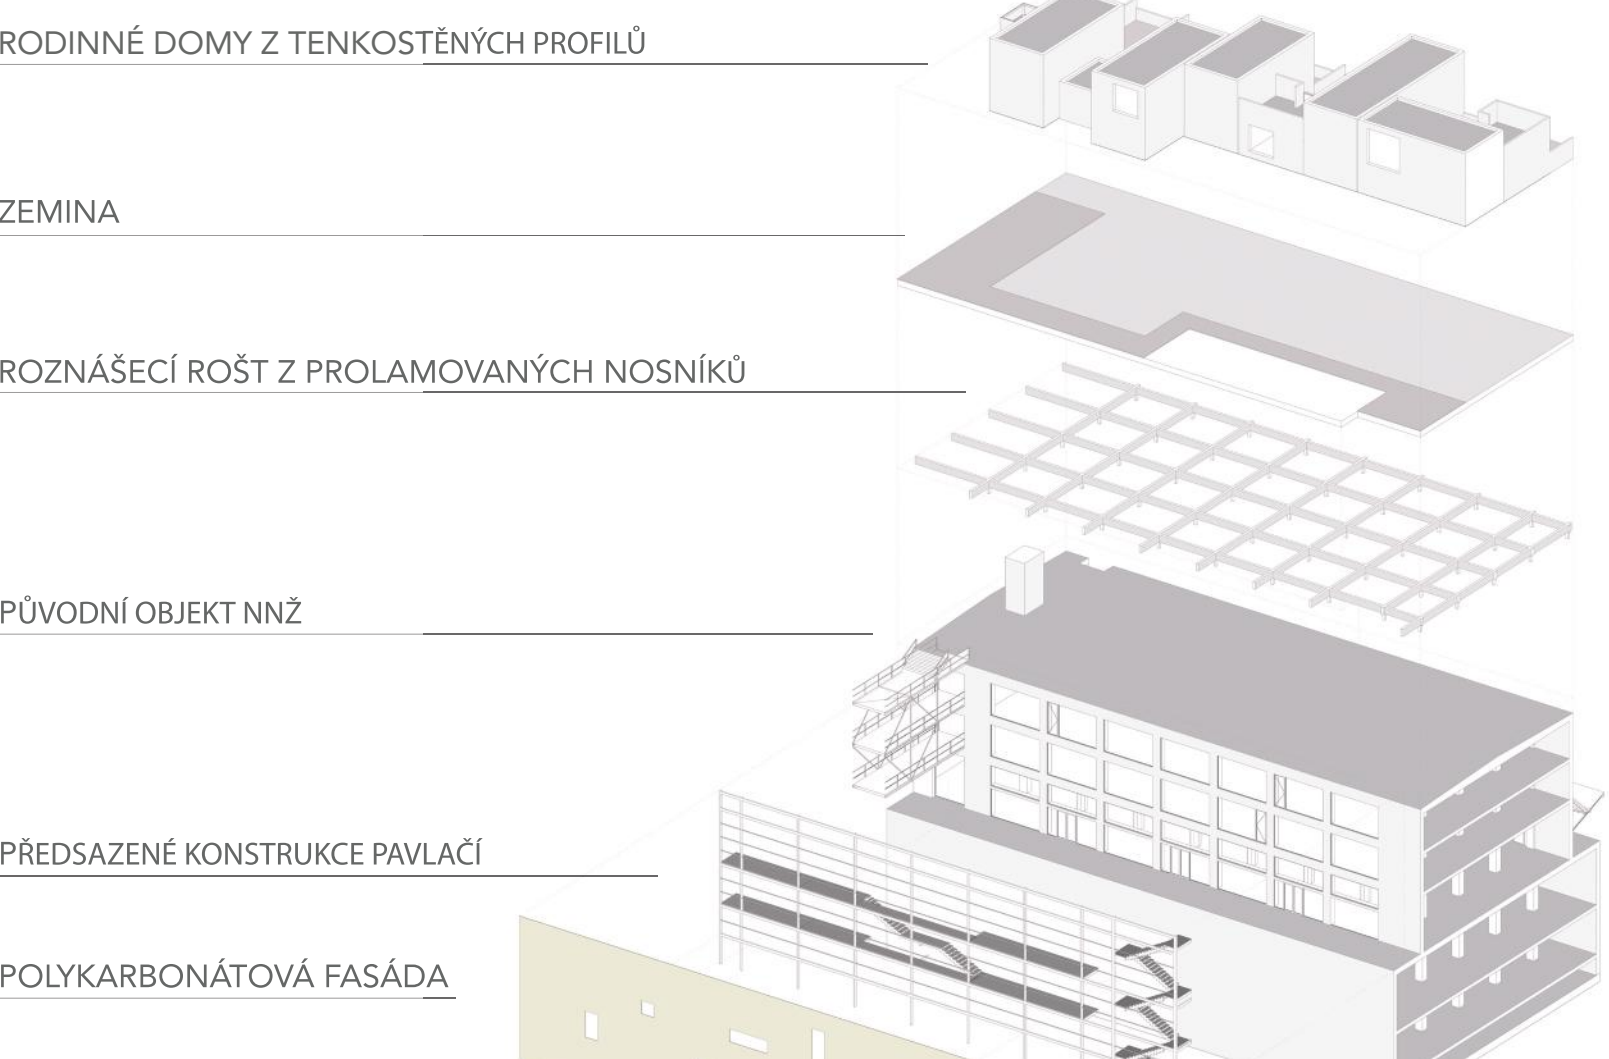 RODINNÉ DOMY Z TENKOSTĚNÝCH PROFILŮ
ZEMINA
ROZNÁŠECÍ ROŠT Z PROLAMOVANÝCH NOSNÍKŮ
PŮVODNÍ OBJEKT NNŽ
PŘEDSAZENÉ KONSTRUKCE PAVLAČÍ
POLYKARBONÁTOVÁ FASÁDA